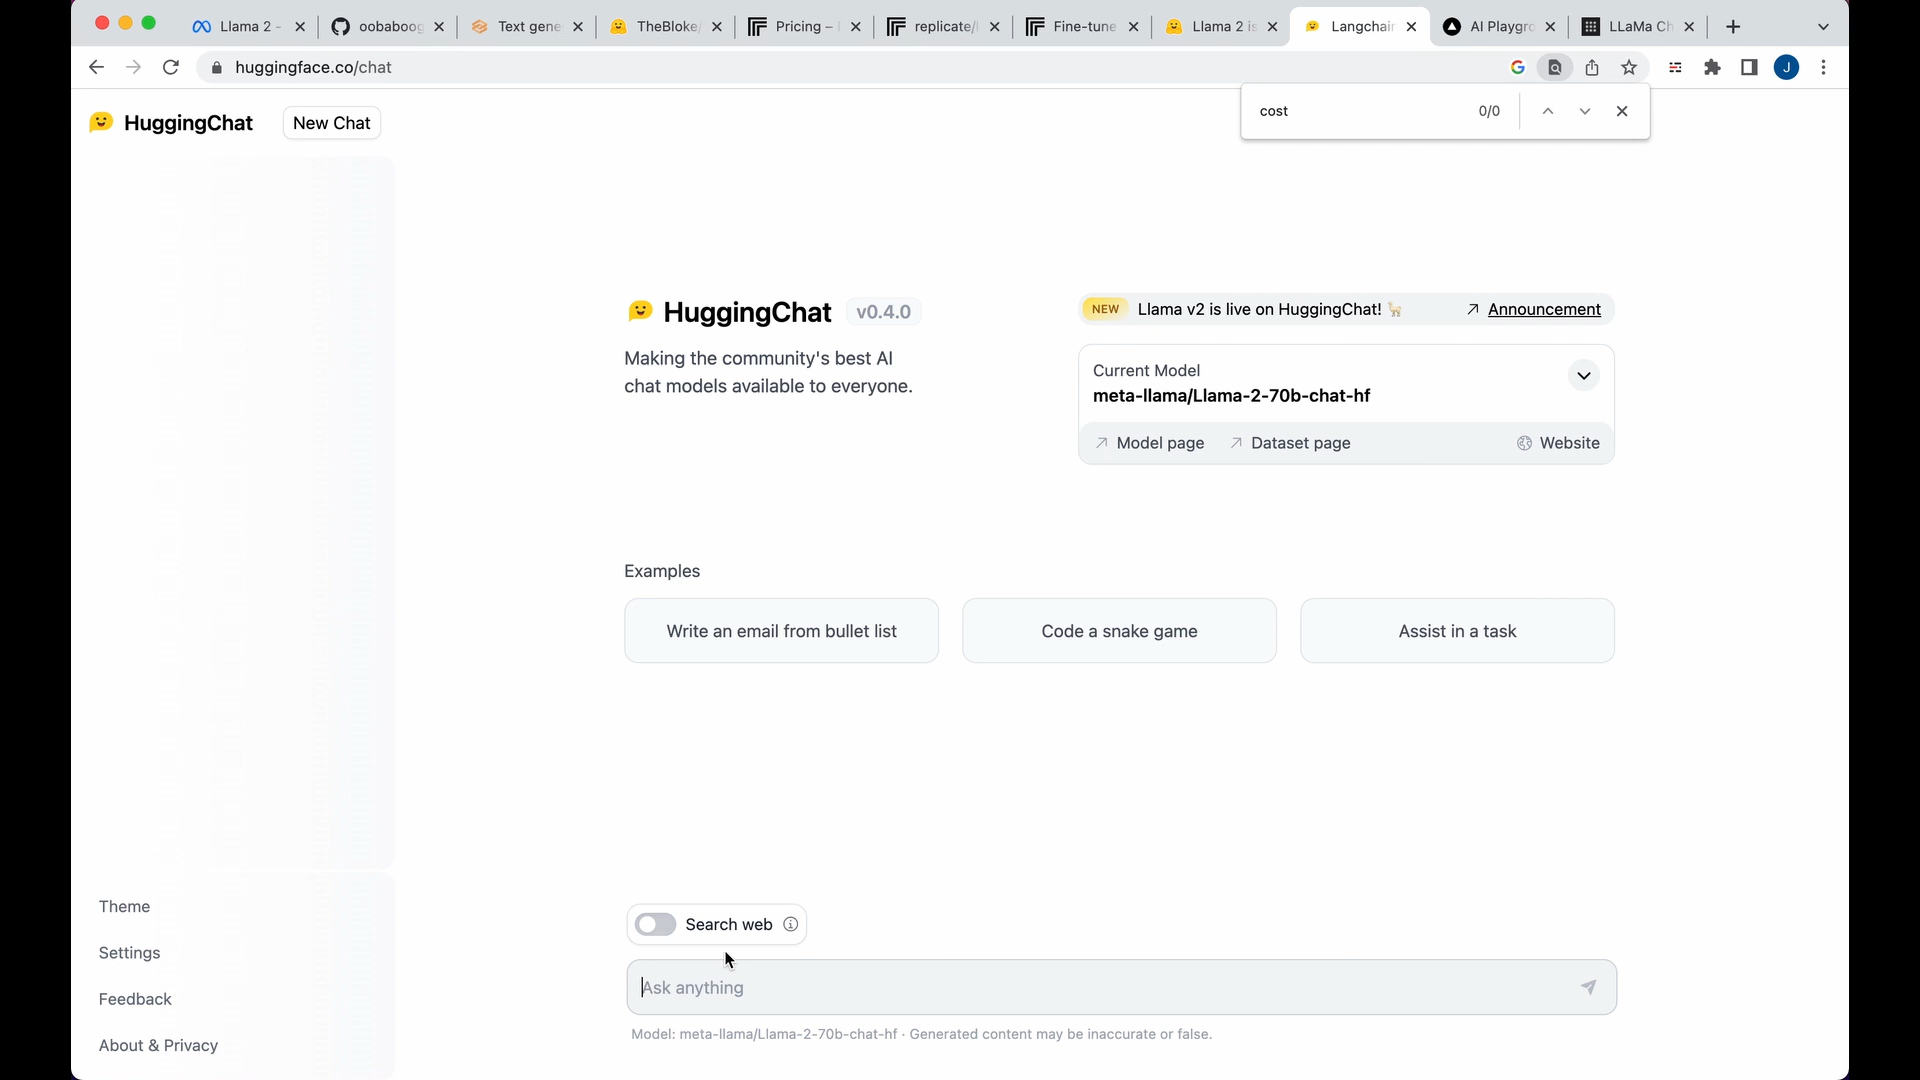 Llama 2 -
oobaboog
Text gene
TheBloke/
Pricing –
replicate/
Fine-tune
Llama 2 is
Langchain
AI Playgro
LLaMa Ch
huggingface.co/chat
J
cost
0/0
HuggingChat
New Chat
HuggingChat v0.4.0
Making the community's best AI
chat models available to everyone.
NEW Llama v2 is live on HuggingChat! Announcement
Current Model
meta-llama/Llama-2-70b-chat-hf
Model page
Dataset page
Website
Examples
Write an email from bullet list
Code a snake game
Assist in a task
Theme
Settings
Feedback
About & Privacy
Search web
Ask anything
Model: meta-llama/Llama-2-70b-chat-hf · Generated content may be inaccurate or false.